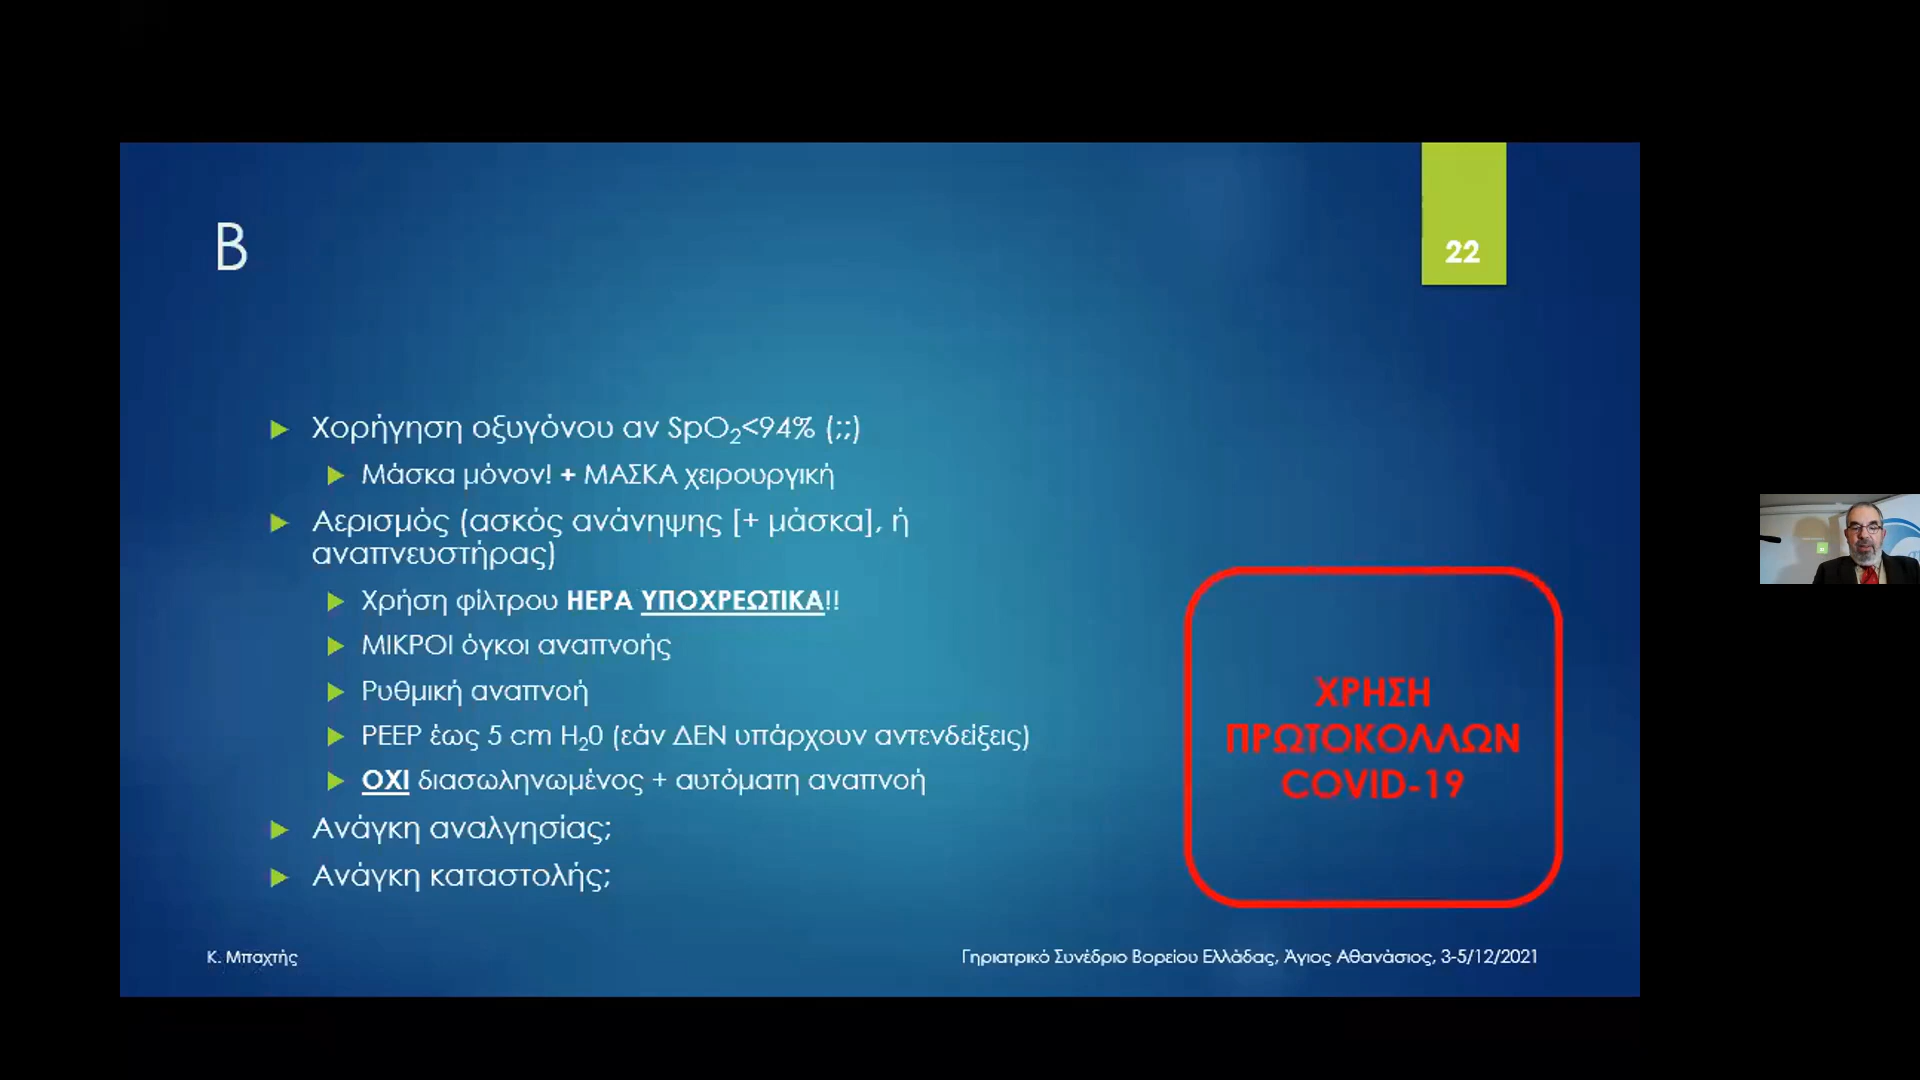 B
22
Χορήγηση οξυγόνου αν SpO₂<94% (;;)
Μάσκα μόνον! + ΜΑΣΚΑ χειρουργική
Αερισμός (ασκός ανάνηψης [+ μάσκα], ή
αναπνευστήρας)
Χρήση φίλτρου HEPA ΥΠΟΧΡΕΩΤΙΚΑ!!
ΜΙΚΡΟΙ όγκοι αναπνοής
Ρυθμική αναπνοή
PEEP έως 5 cm H₂0 (εάν ΔΕΝ υπάρχουν αντενδείξεις)
ΟΧΙ διασωληνωμένος + αυτόματη αναπνοή
Ανάγκη αναλγησίας;
Ανάγκη καταστολής;
ΧΡΗΣΗ
ΠΡΩΤΟΚΟΛΛΩΝ
COVID-19
Κ. Μπαχτής
Γηριατρικό Συνέδριο Βορείου Ελλάδας, Άγιος Αθανάσιος, 3-5/12/2021